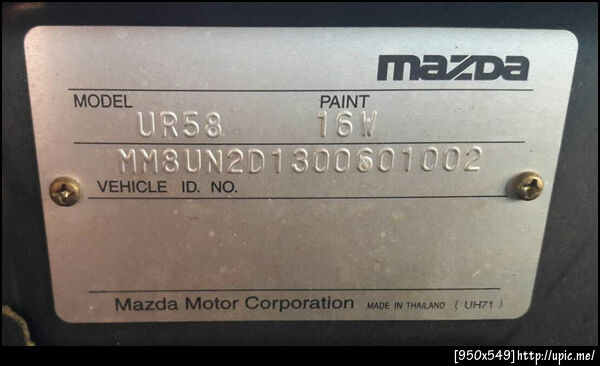 mazda
MODEL PAINT
UR58 16W
MM8UN2D1300601002
VEHICLE ID. NO.
Mazda Motor Corporation MADE IN THAILAND ( UH71 )
[950x549]http://upic.me/